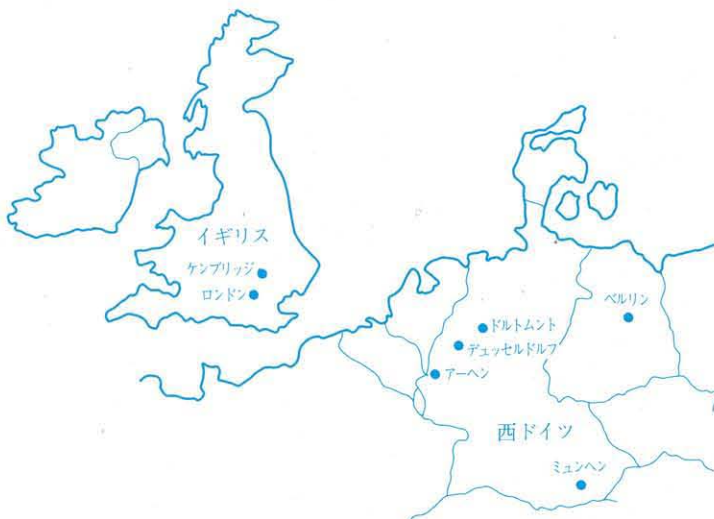 イギリス
ケンブリッジ
ロンドン
ベルリン
ドルトムント
デュッセルドルフ
アーヘン
西ドイツ
ミュンヘン